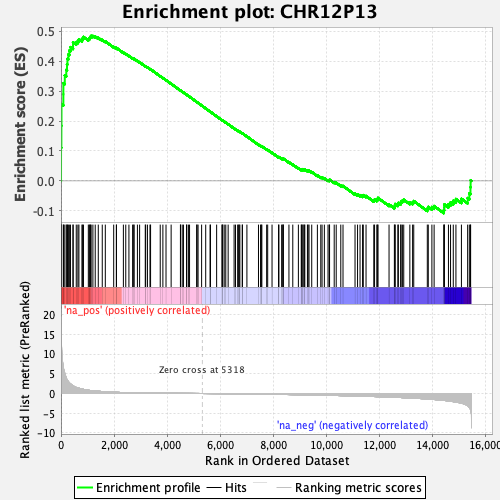 Enrichment plot: CHR12P13
Enrichment score (ES)
0.5
0.4
0.3
0.2
0.1
0.0
-0.1
'na_pos' (positively correlated)
Ranked list metric (PreRanked)
20
15
10
5
0
-5
-10
Zero cross at 5318
'na_neg' (negatively correlated)
0 2,000 4,000 6,000 8,000 10,000 12,000 14,000 16,000
Rank in Ordered Dataset
Enrichment profile Hits Ranking metric scores